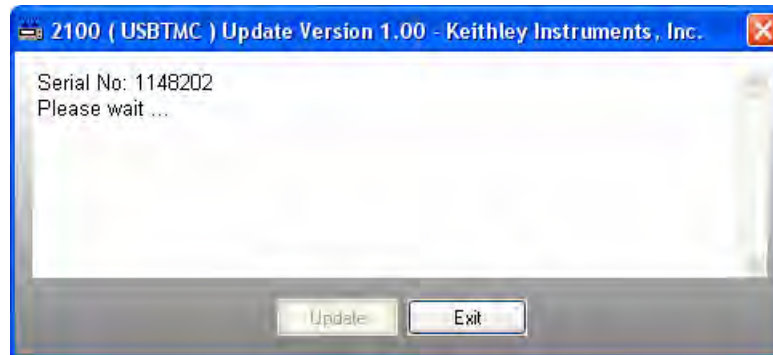 2100 ( USBTMC ) Update Version 1.00 - Keithley Instruments, Inc.
Serial No: 1148202
Please wait ...
Update
Exit